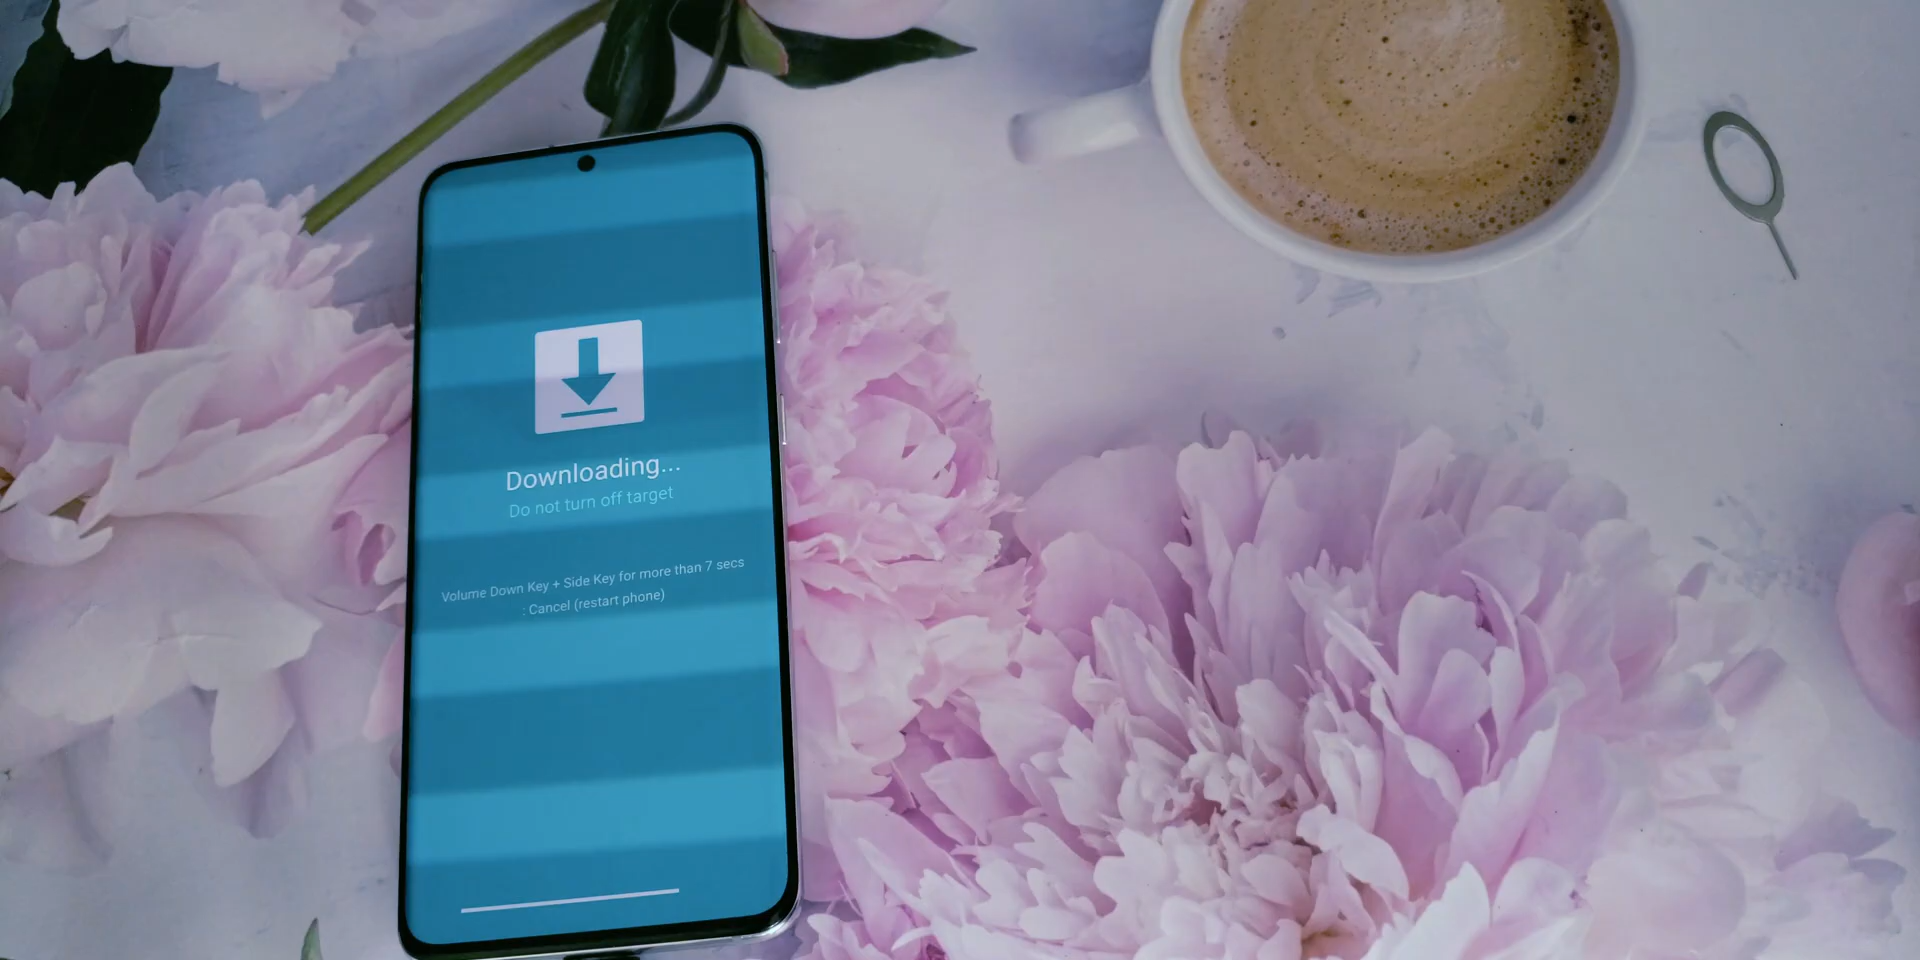 Downloading...
Do not turn off target
Volume Down Key + Side Key for more than 7 secs
: Cancel (restart phone)